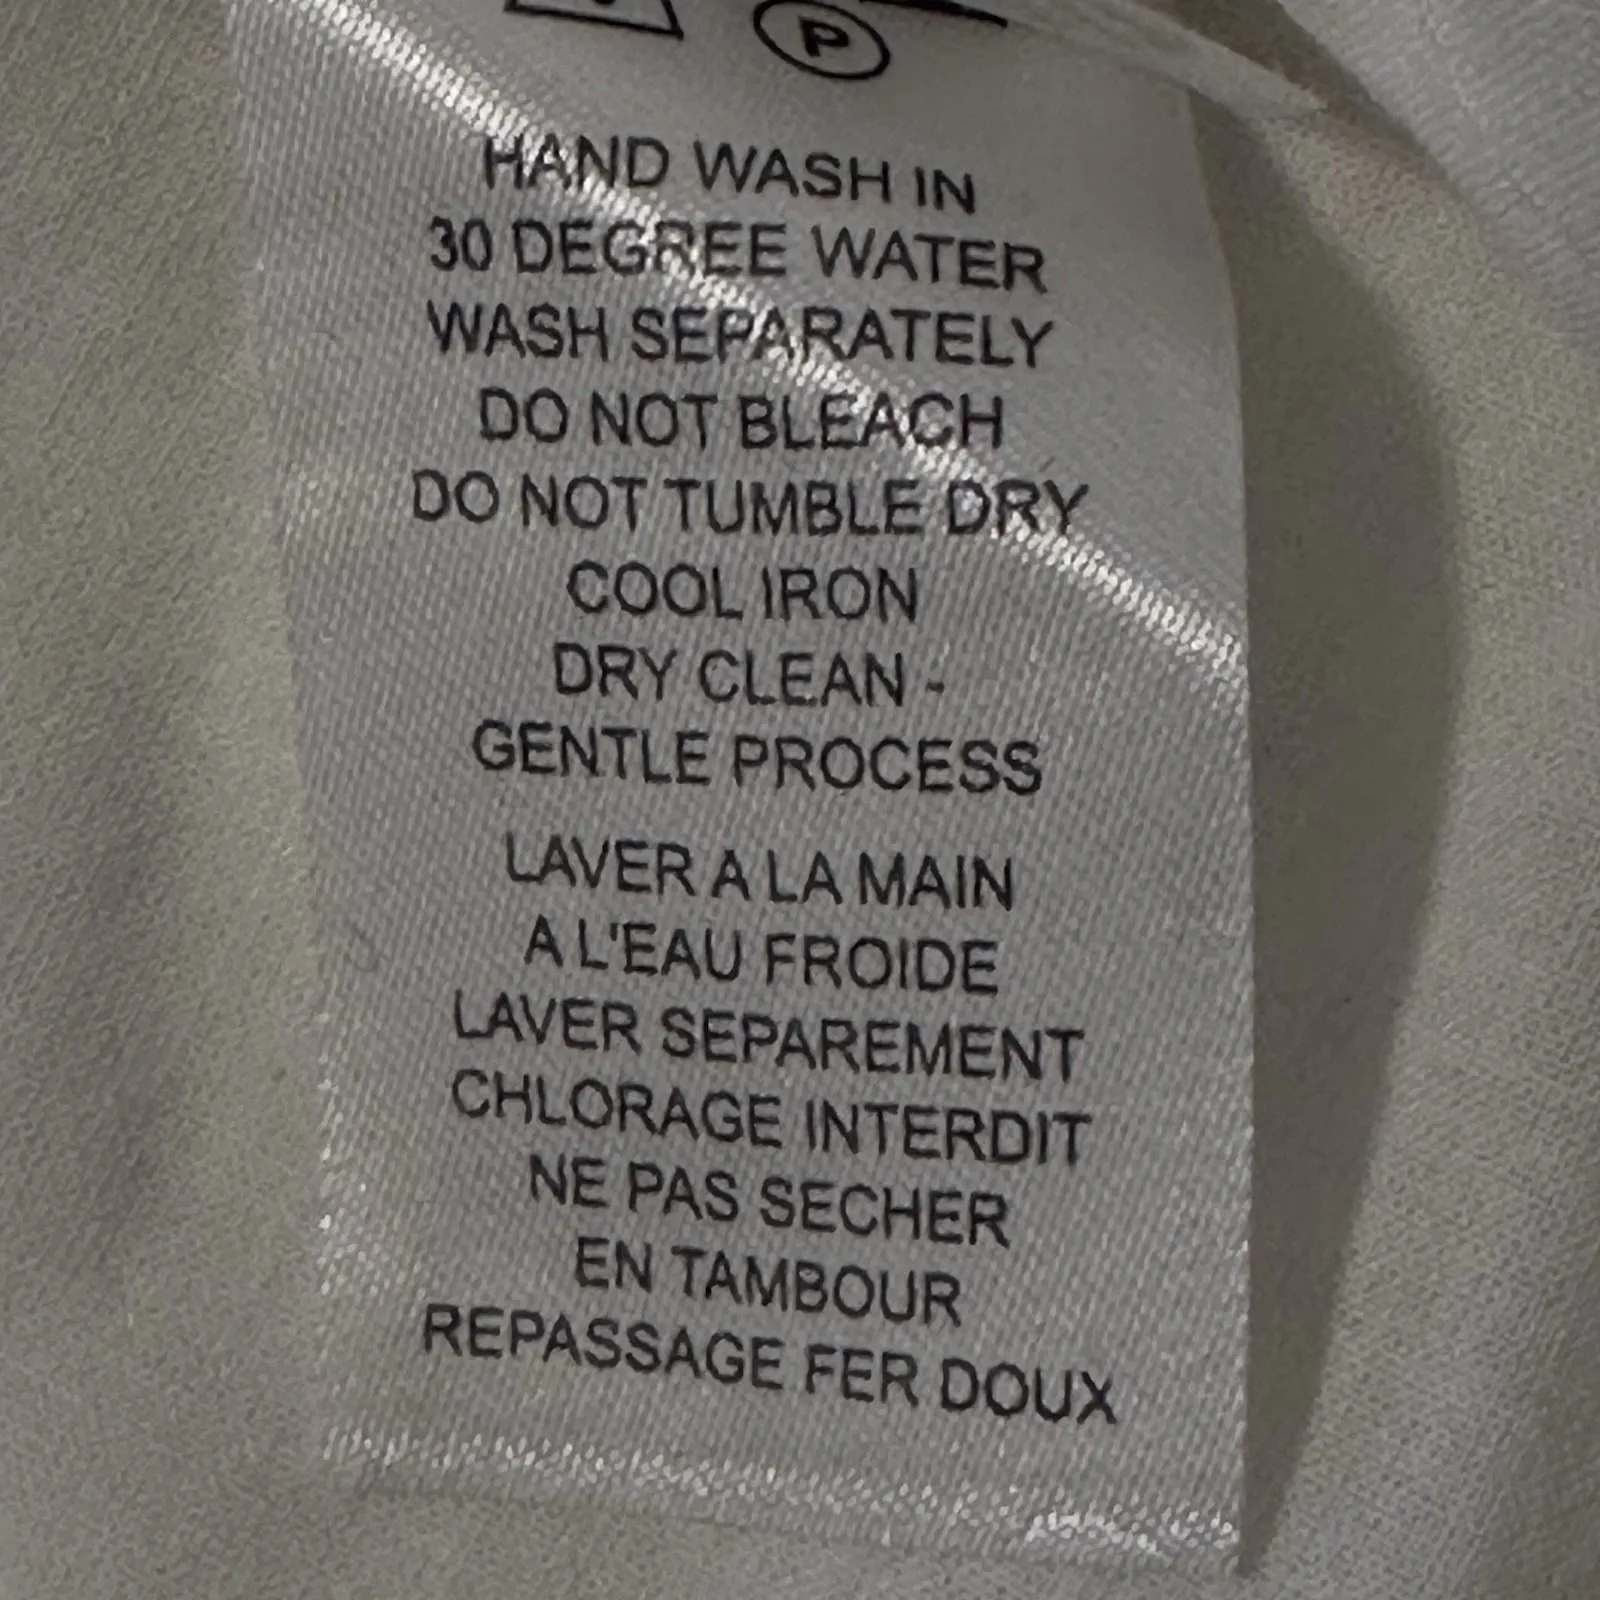 P
HAND WASH IN
30 DEGREE WATER
WASH SEPARATELY
DO NOT BLEACH
DO NOT TUMBLE DRY
COOL IRON
DRY CLEAN -
GENTLE PROCESS
LAVER A LA MAIN
A L'EAU FROIDE
LAVER SEPAREMENT
CHLORAGE INTERDIT
NE PAS SECHER
EN TAMBOUR
REPASSAGE FER DOUX